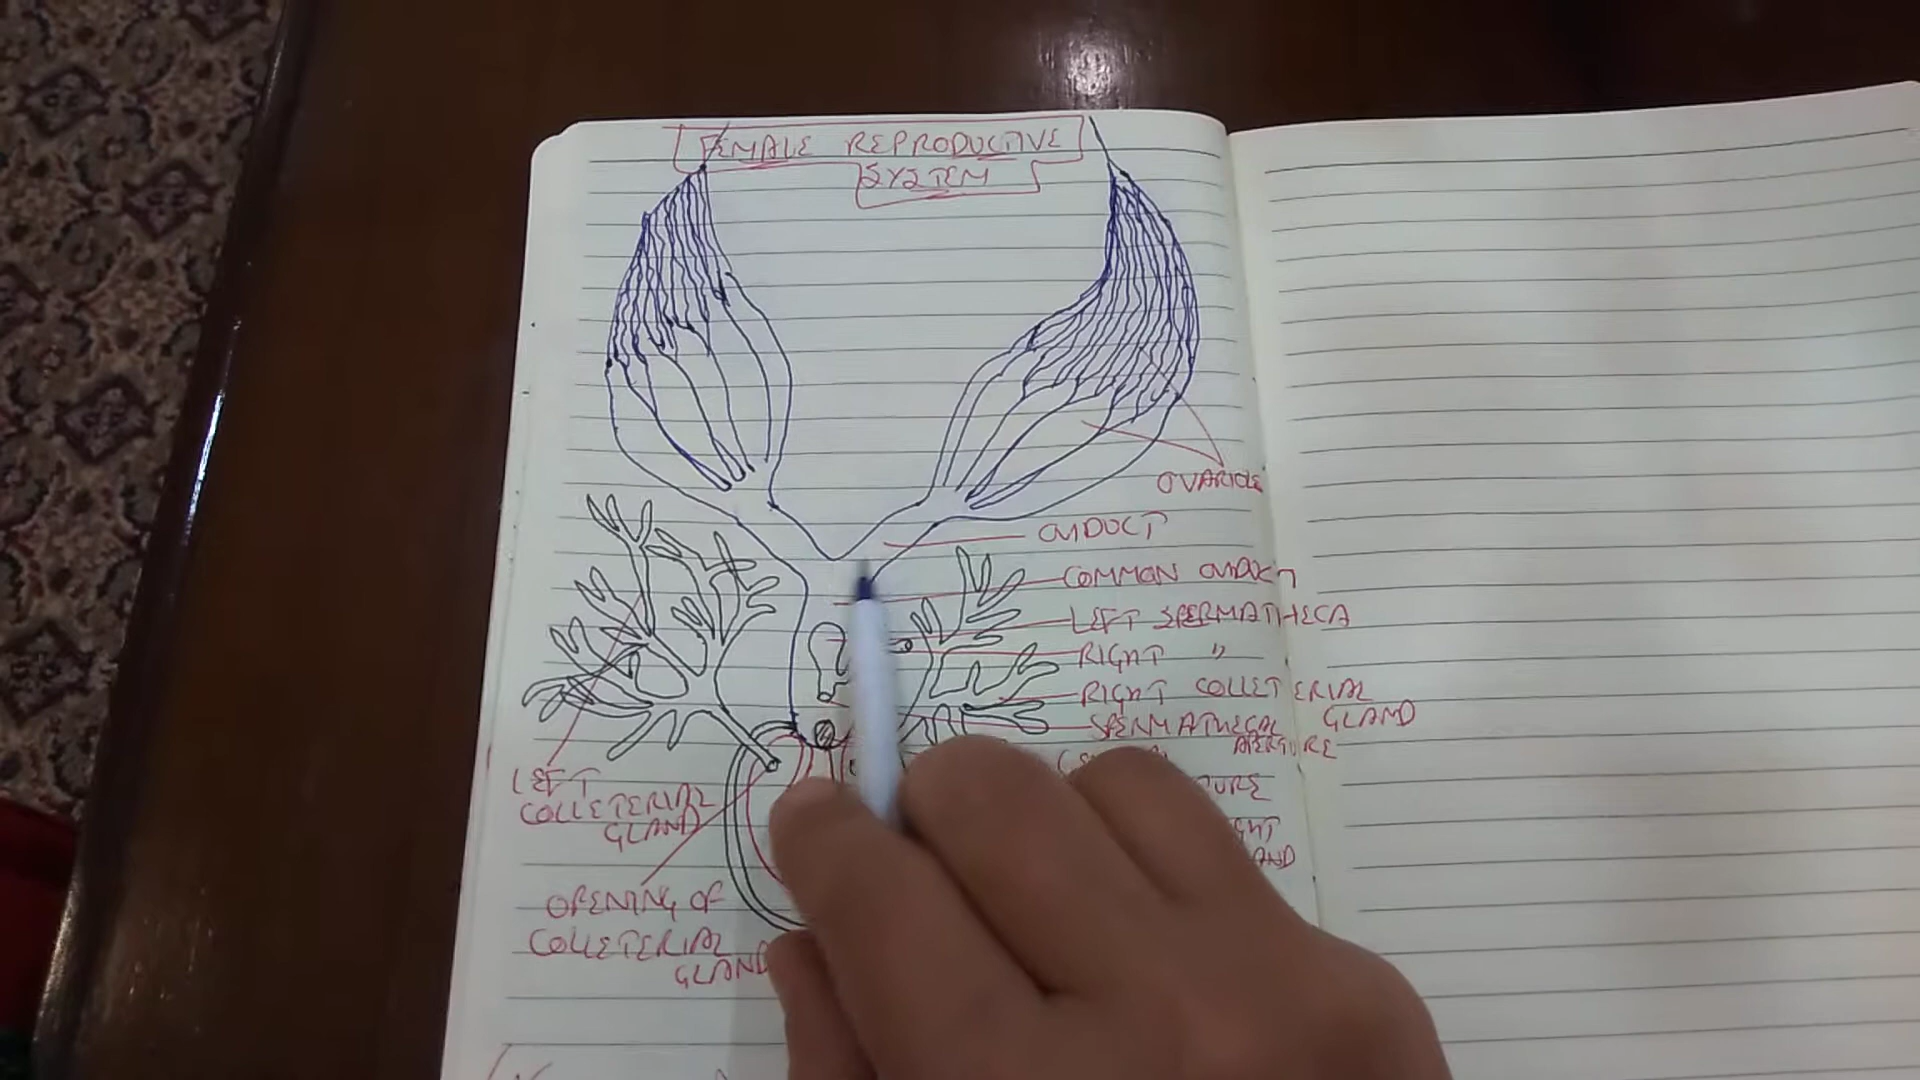 FEMALE REPRODUCTIVE
SYSTEM
OVARIOLE
OVIDUCT
COMMON OVIDUCT
LEFT SPERMATHECA
RIGHT "
RIGHT COLLETERIAL
GLAND
SPERMATHECAL
APERTURE
LEFT
COLLETERIAL
GLAND
OPENING OF
COLLETERIAL
GLAND